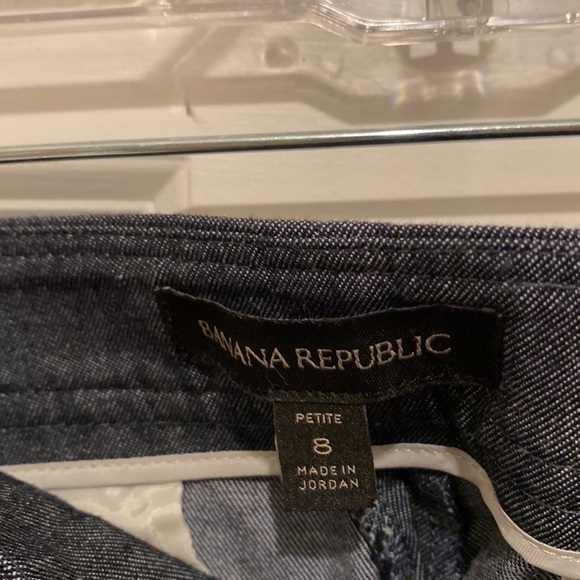 BANANA REPUBLIC
PETITE
8
MADE IN
JORDAN